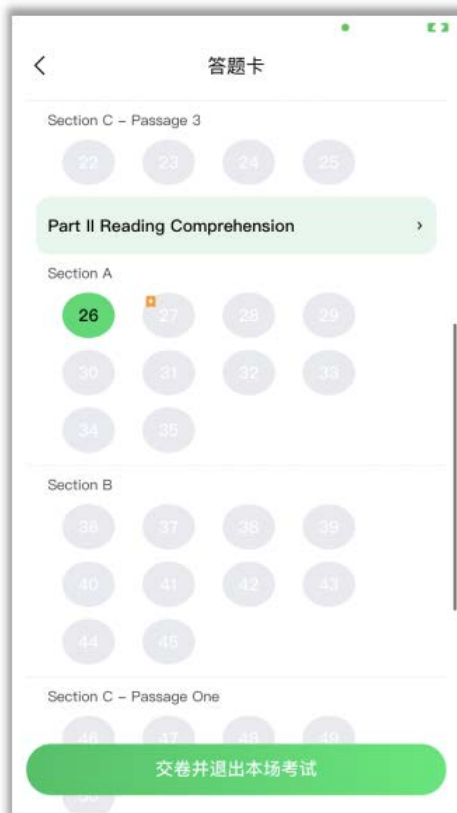 答题卡
Section C – Passage 3
22 23 24 25
Part II Reading Comprehension
Section A
26 27 28 29
30 31 32 33
34 35
Section B
36 37 38 39
40 41 42 43
44 45
Section C – Passage One
46 47 48 49
交卷并退出本场考试